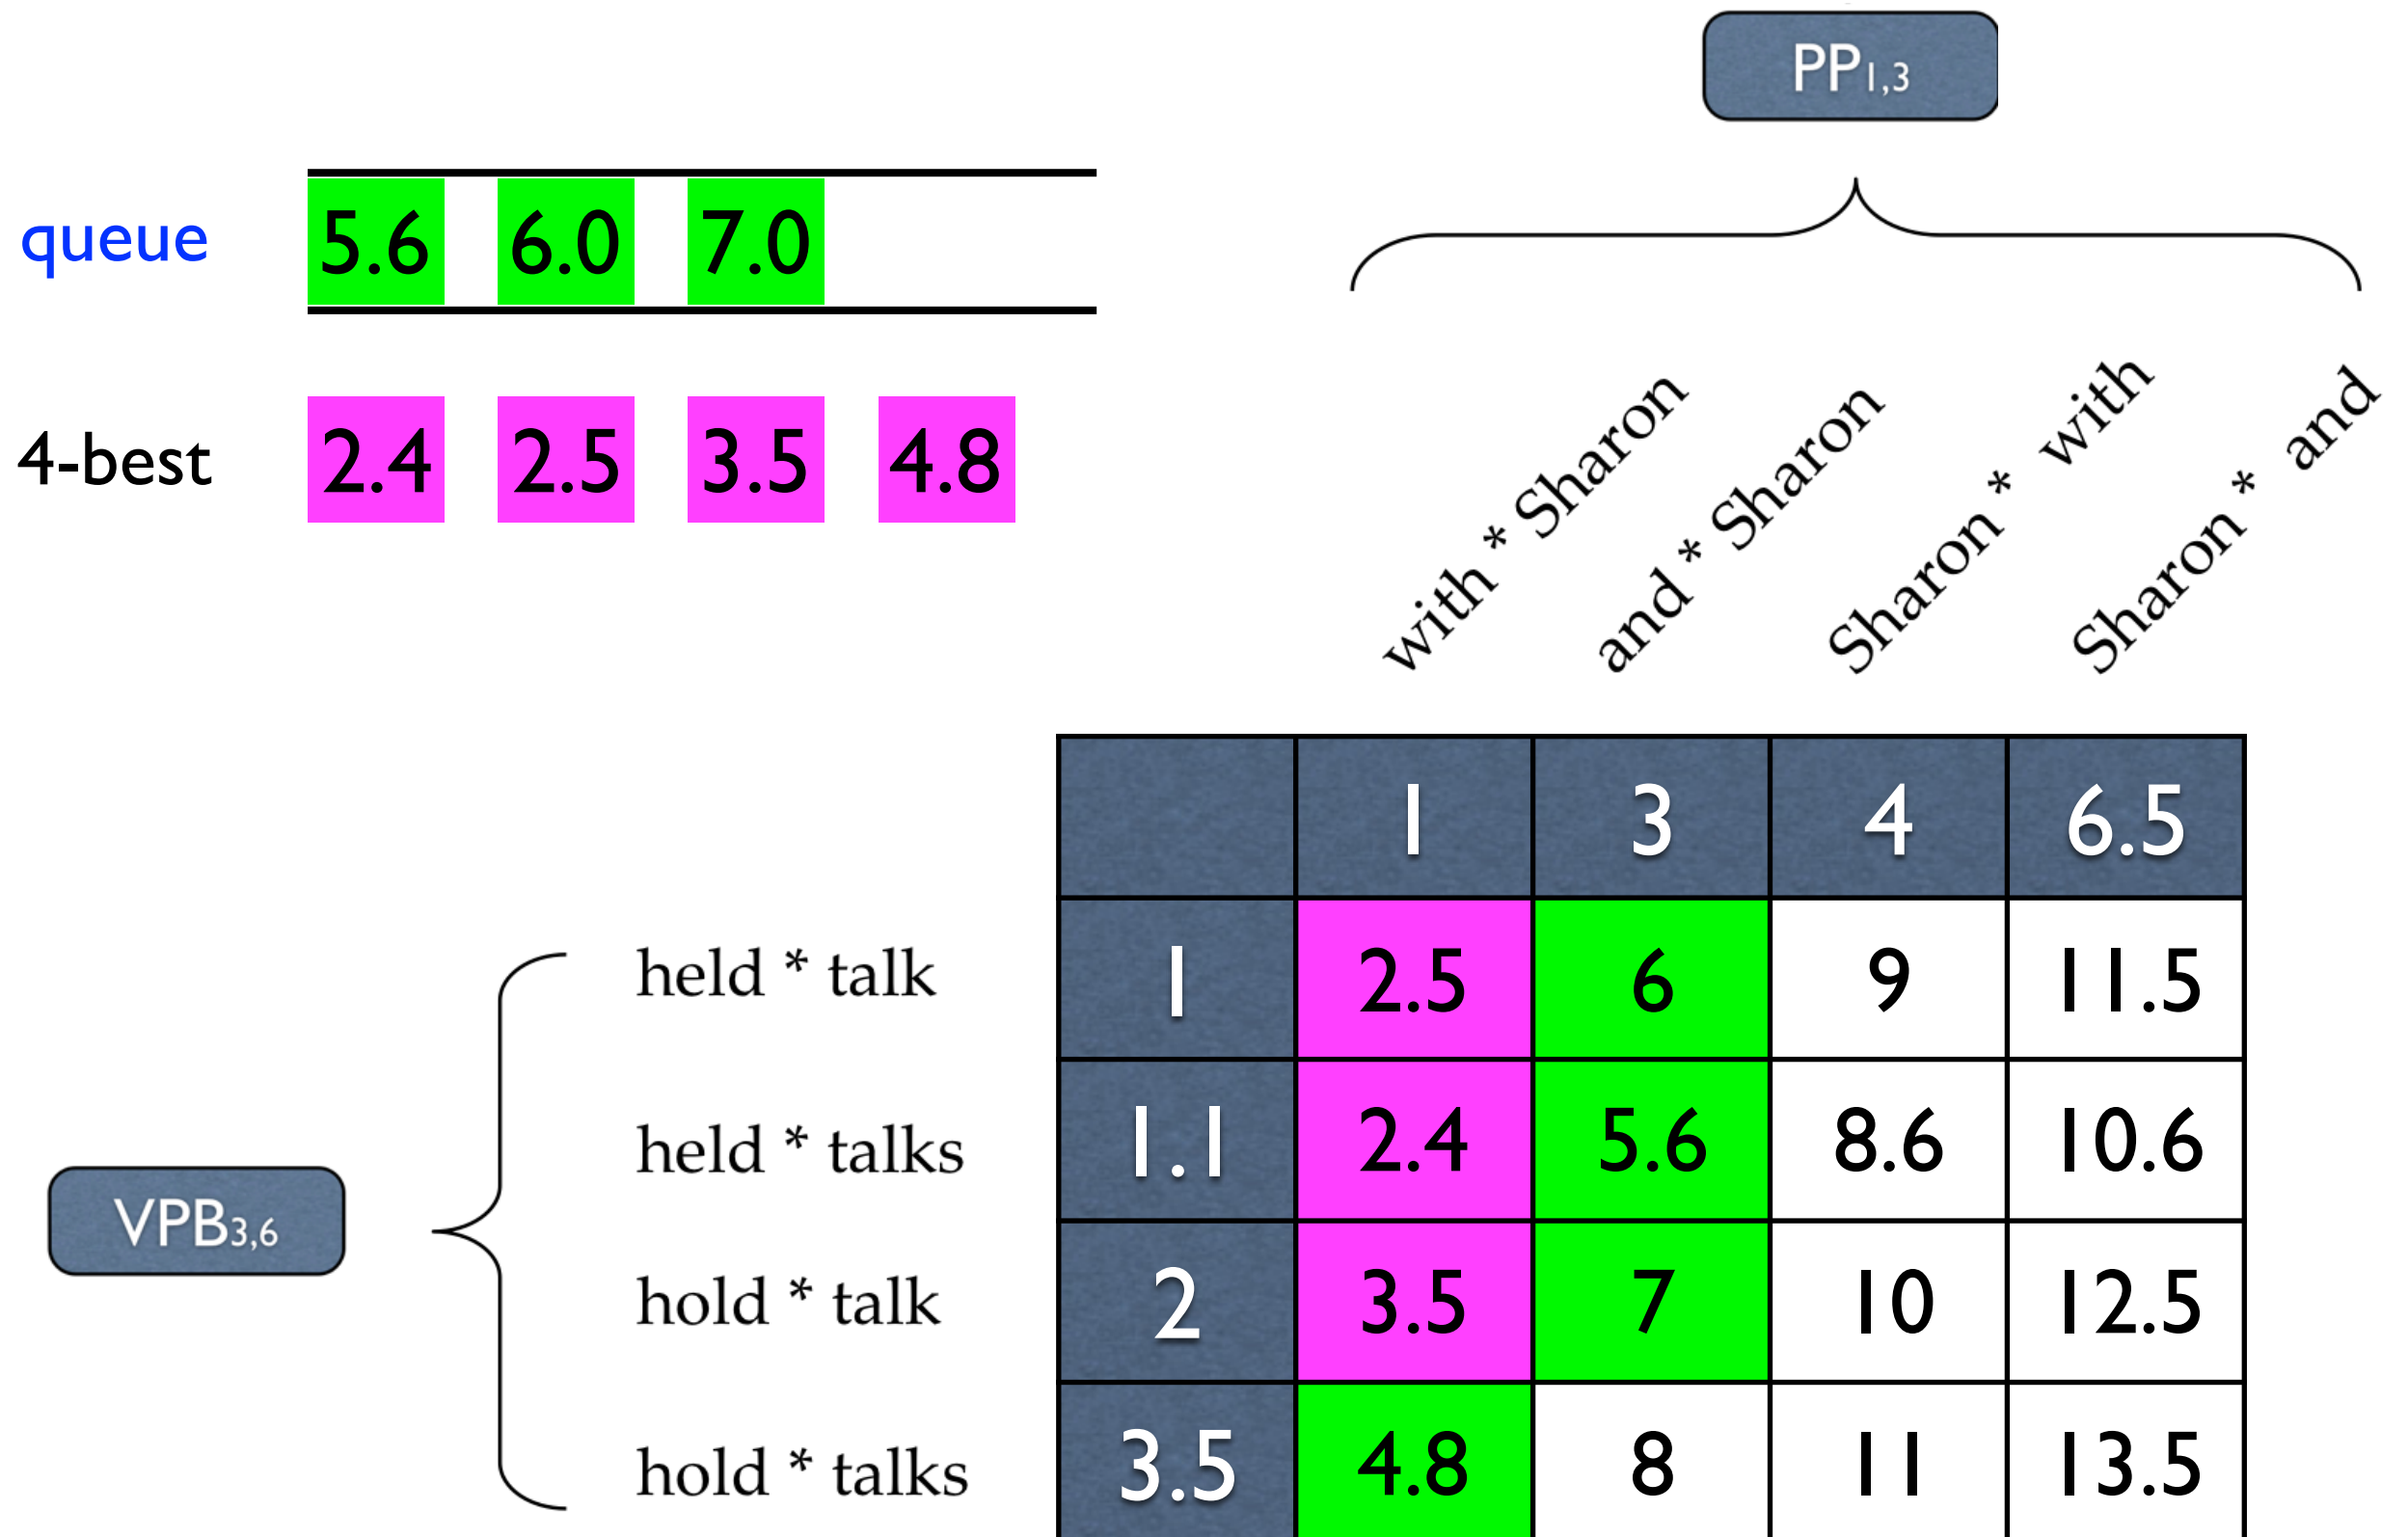 PP1,3
queue 5.6 6.0 7.0
4-best 2.4 2.5 3.5 4.8
with * Sharon
and * Sharon
Sharon * with
Sharon * and
1 3 4 6.5
held * talk 1 2.5 6 9 11.5
held * talks 1.1 2.4 5.6 8.6 10.6
VPB3,6
hold * talk 2 3.5 7 10 12.5
hold * talks 3.5 4.8 8 11 13.5